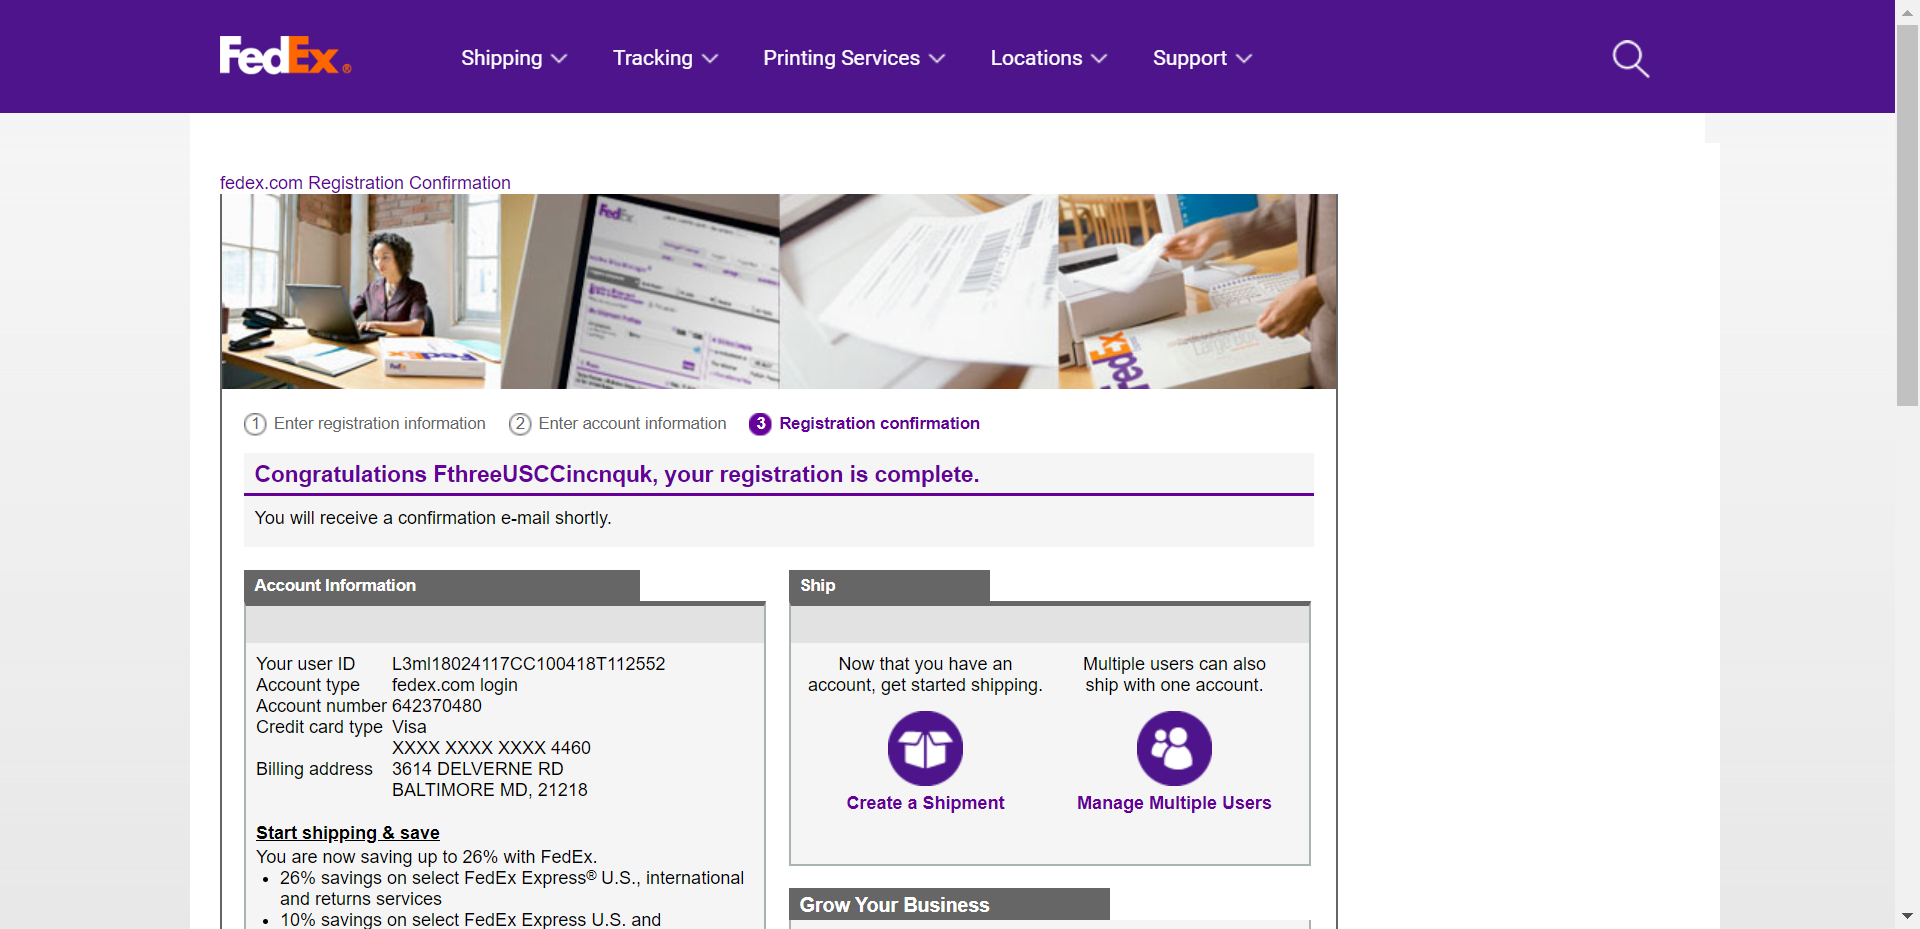 FedEx®
Shipping
Tracking
Printing Services
Locations
Support
fedex.com Registration Confirmation
FedEx
FedEx
FedEx
Large Box
FedEx
1 Enter registration information
2 Enter account information
3 Registration confirmation
Congratulations FthreeUSCCincnquk, your registration is complete.
You will receive a confirmation e-mail shortly.
Account Information
Your user ID L3ml18024117CC100418T112552
Account type fedex.com login
Account number 642370480
Credit card type Visa
XXXX XXXX XXXX 4460
Billing address 3614 DELVERNE RD
BALTIMORE MD, 21218
Start shipping & save
You are now saving up to 26% with FedEx.
• 26% savings on select FedEx Express® U.S., international
and returns services
• 10% savings on select FedEx Express U.S. and
Ship
Now that you have an
account, get started shipping.
Create a Shipment
Multiple users can also
ship with one account.
Manage Multiple Users
Grow Your Business